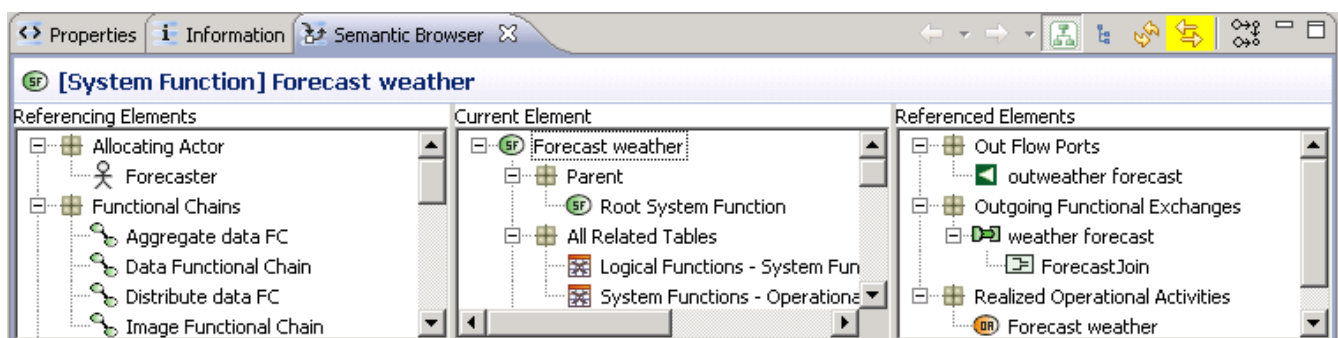 Properties Information Semantic Browser
[System Function] Forecast weather
Referencing Elements
Allocating Actor
Forecaster
Functional Chains
Aggregate data FC
Data Functional Chain
Distribute data FC
Image Functional Chain
Current Element
SF Forecast weather
Parent
SF Root System Function
All Related Tables
Logical Functions - System Fun
System Functions - Operationa
Referenced Elements
Out Flow Ports
outweather forecast
Outgoing Functional Exchanges
weather forecast
ForecastJoin
Realized Operational Activities
OA Forecast weather